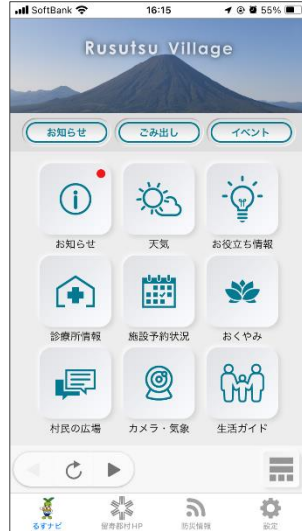 SoftBank 16:15 55%
Rusutsu Village
お知らせ ごみ出し イベント
お知らせ 天気 お役立ち情報
診療所情報 施設予約状況 おくやみ
村民の広場 カメラ・気象 生活ガイド
るすナビ 留寿都村HP 防災情報 設定